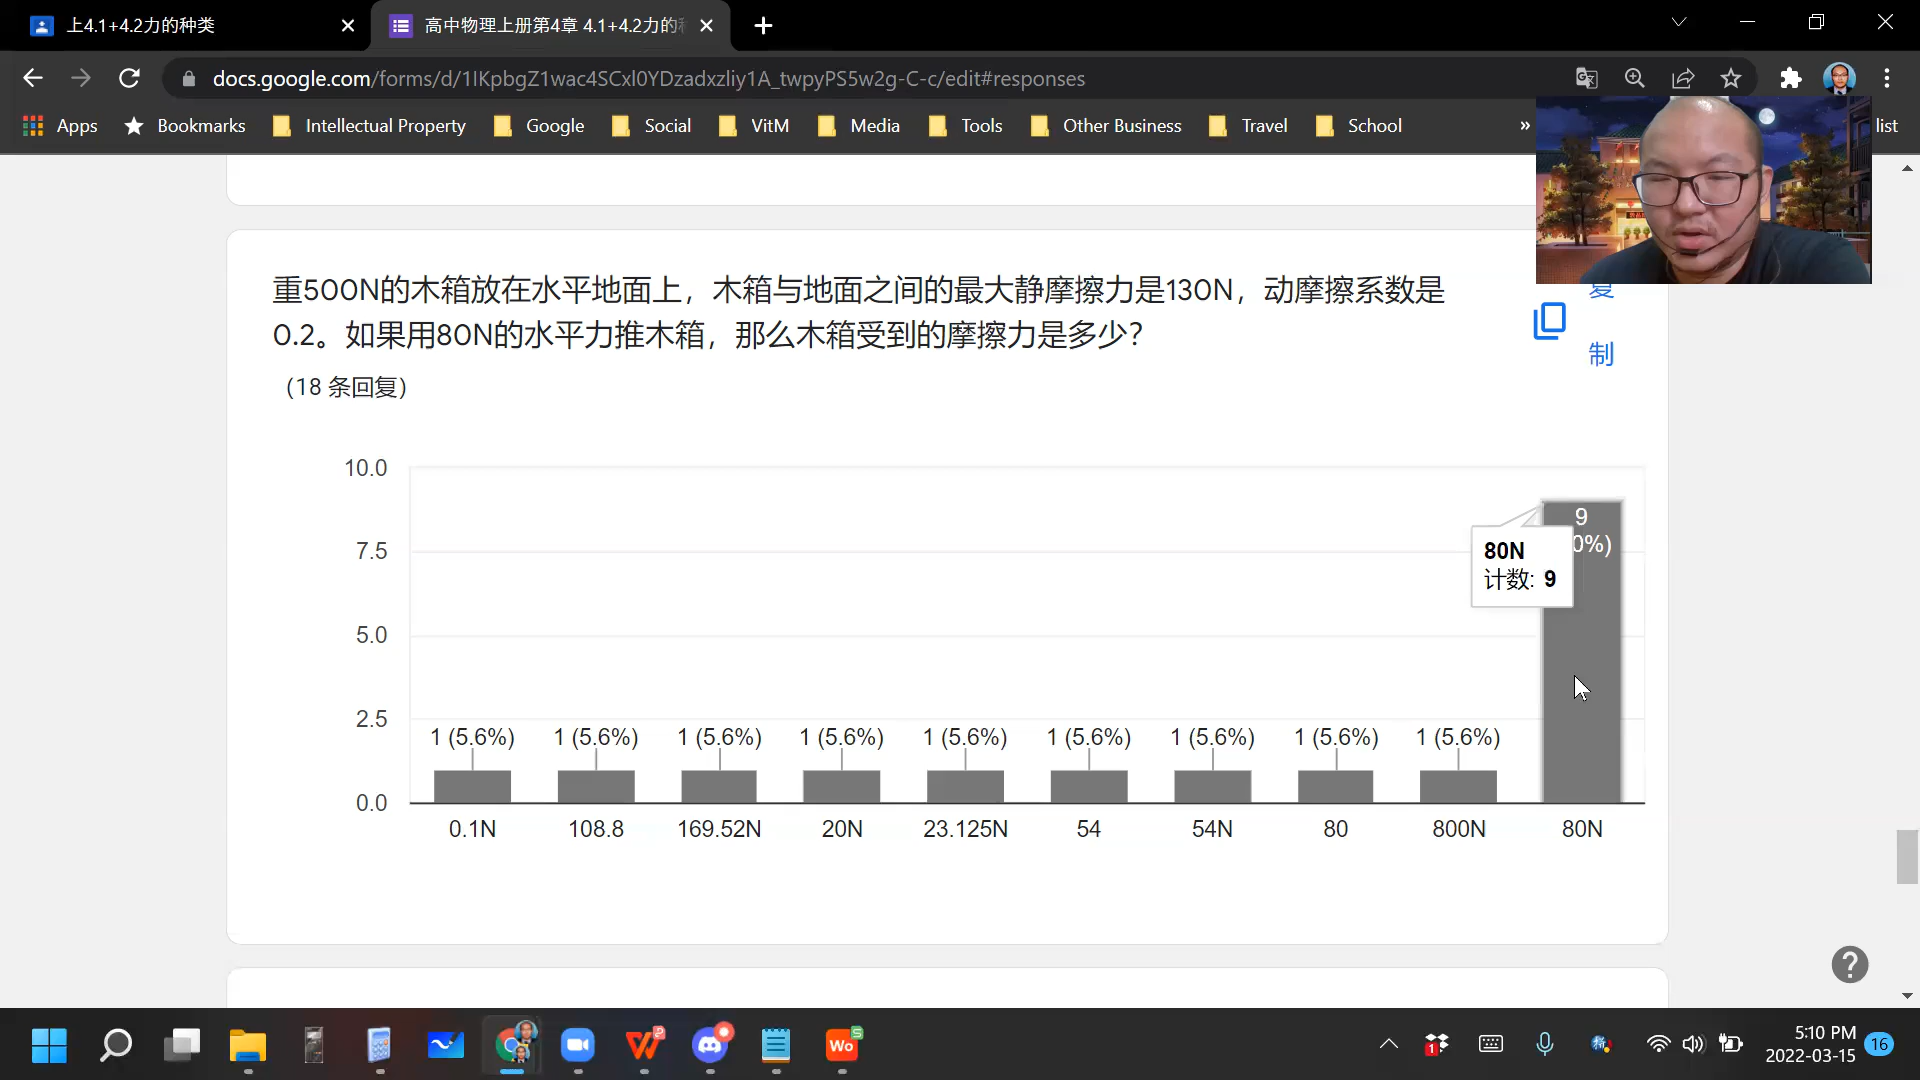 上4.1+4.2力的种类
高中物理上册第4章 4.1+4.2力的
docs.google.com/forms/d/1IKpbgZ1wac4SCxl0YDzadxzliy1A_twpyPS5w2g-C-c/edit#responses
Apps
Bookmarks
Intellectual Property
Google
Social
VitM
Media
Tools
Other Business
Travel
School
»
list
重500N的木箱放在水平地面上，木箱与地面之间的最大静摩擦力是130N，动摩擦系数是
0.2。如果用80N的水平力推木箱，那么木箱受到的摩擦力是多少？
（18 条回复）
复
制
10.0
7.5
5.0
2.5
0.0
9
0%)
80N
计数: 9
1 (5.6%)
1 (5.6%)
1 (5.6%)
1 (5.6%)
1 (5.6%)
1 (5.6%)
1 (5.6%)
1 (5.6%)
1 (5.6%)
0.1N
108.8
169.52N
20N
23.125N
54
54N
80
800N
80N
?
Wo
S
1
5:10 PM
2022-03-15
16